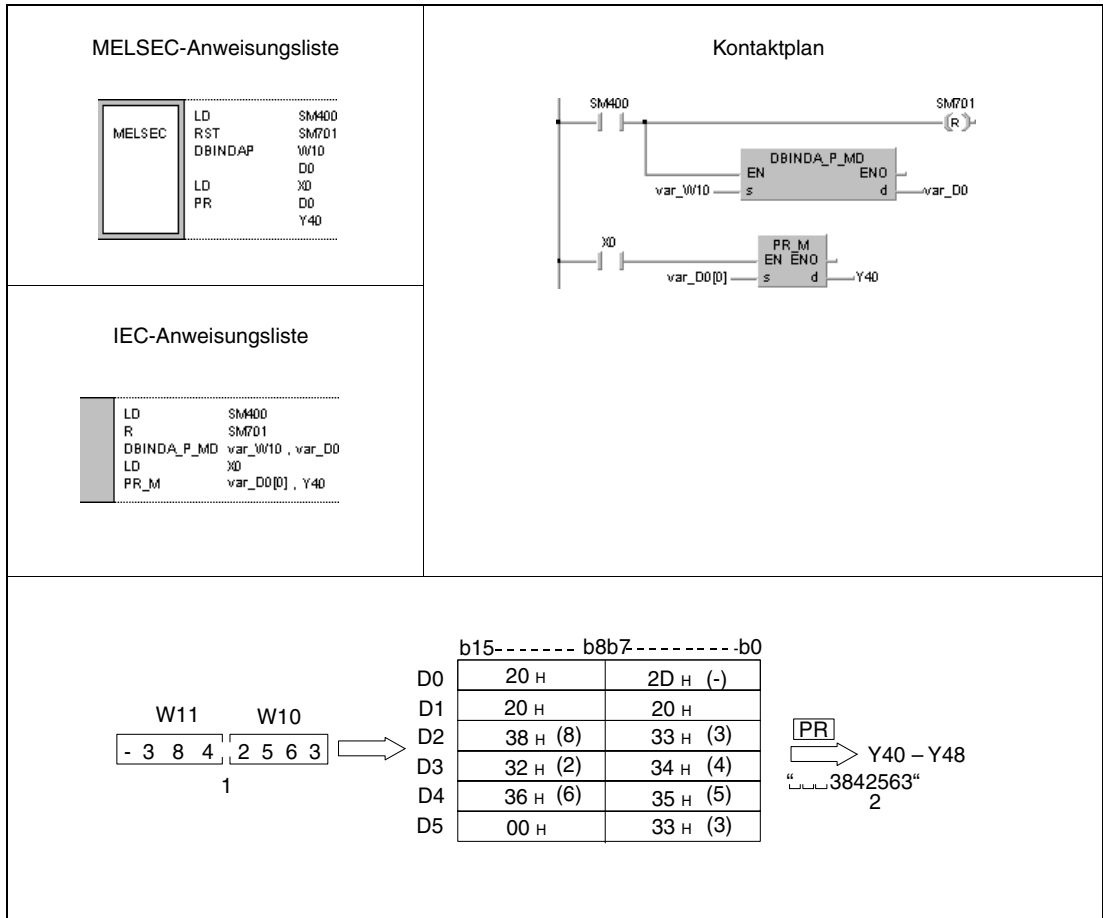 MELSEC-Anweisungsliste
MELSEC
LD SM400
RST SM701
DBINDAP W10
D0
LD X0
PR D0
Y40
Kontaktplan
SM400 SM701
( R )
DBINDA_P_MD
EN ENO
var_W10 s d var_D0
X0 PR_M
EN ENO
var_D0[0] s d Y40
IEC-Anweisungsliste
LD SM400
R SM701
DBINDA_P_MD var_W10 , var_D0
LD X0
PR_M var_D0[0] , Y40
b15------- b8b7-----------b0
D0 20 H 2D H (-)
D1 20 H 20 H
D2 38 H (8) 33 H (3)
D3 32 H (2) 34 H (4)
D4 36 H (6) 35 H (5)
D5 00 H 33 H (3)
W11 W10
- 3 8 4 2 5 6 3
1
PR
Y40 – Y48
“␣␣␣3842563“
2